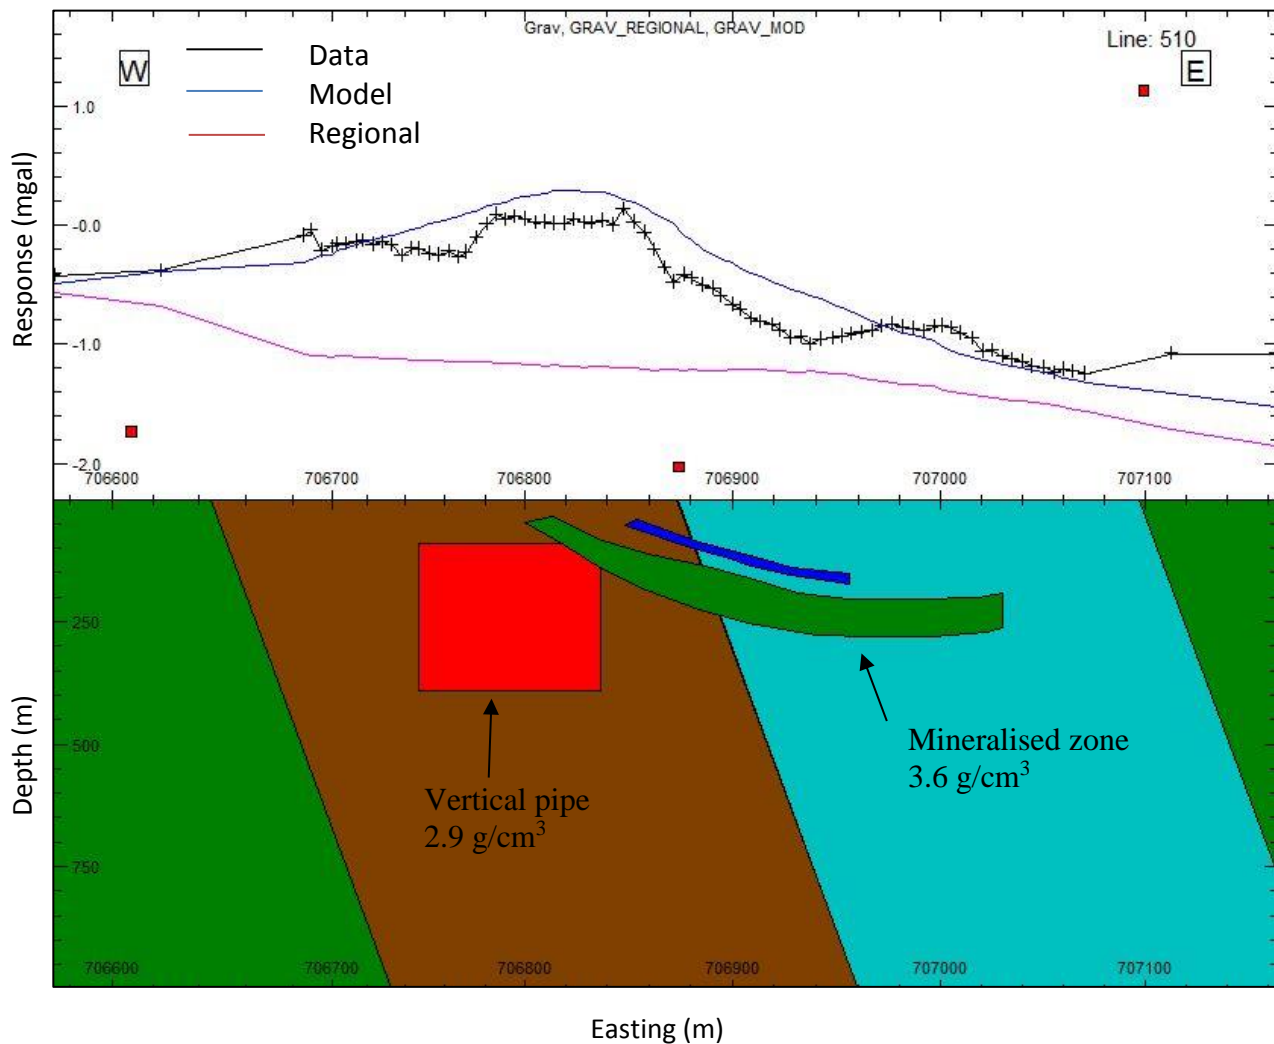 Grav, GRAV_REGIONAL, GRAV_MOD
Line: 510
W
E
Data
Model
Regional
Response (mgal)
1.0
-0.0
-1.0
-2.0
706600
706700
706800
706900
707000
707100
Depth (m)
250
500
750
Mineralised zone
3.6 g/cm³
Vertical pipe
2.9 g/cm³
706600
706700
706800
706900
707000
707100
Easting (m)